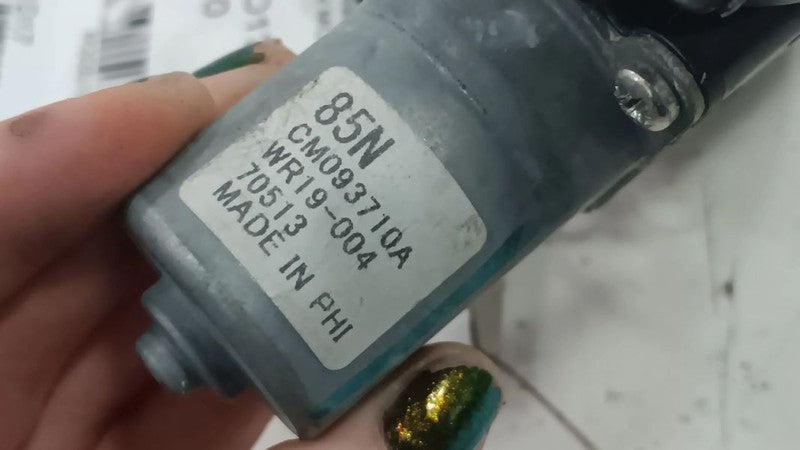 85N
CM093710A
WR19-004
70513
MADE IN PHI